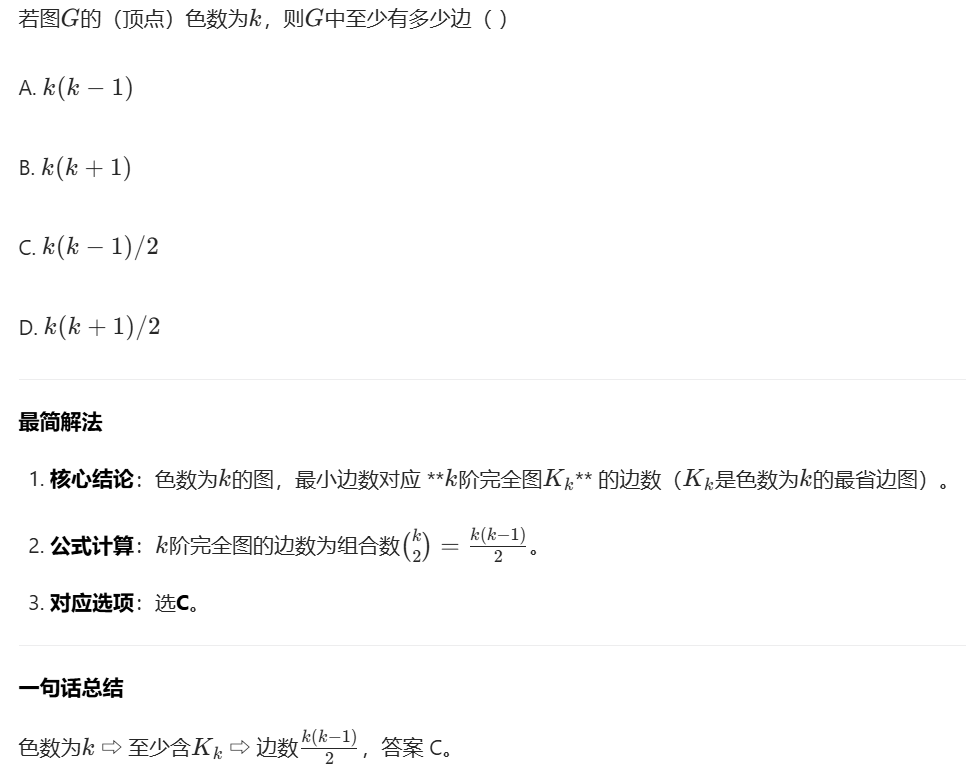 若图G的（顶点）色数为k，则G中至少有多少边（ ）
A. k(k − 1)
B. k(k + 1)
C. k(k − 1)/2
D. k(k + 1)/2
最简解法
1. 核心结论：色数为k的图，最小边数对应 **k阶完全图K_k** 的边数（K_k是色数为k的最省边图）。
2. 公式计算：k阶完全图的边数为组合数\binom{k}{2} = \frac{k(k-1)}{2}。
3. 对应选项：选C。
一句话总结
色数为k ⇨ 至少含K_k ⇨ 边数\frac{k(k-1)}{2}，答案 C。